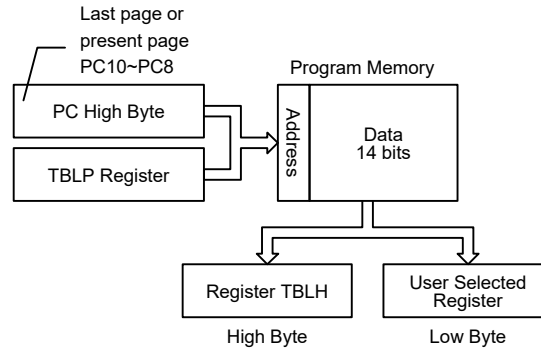 Last page or
present page
PC10~PC8
Program Memory
PC High Byte
TBLP Register
Address
Data
14 bits
Register TBLH
User Selected
Register
High Byte
Low Byte